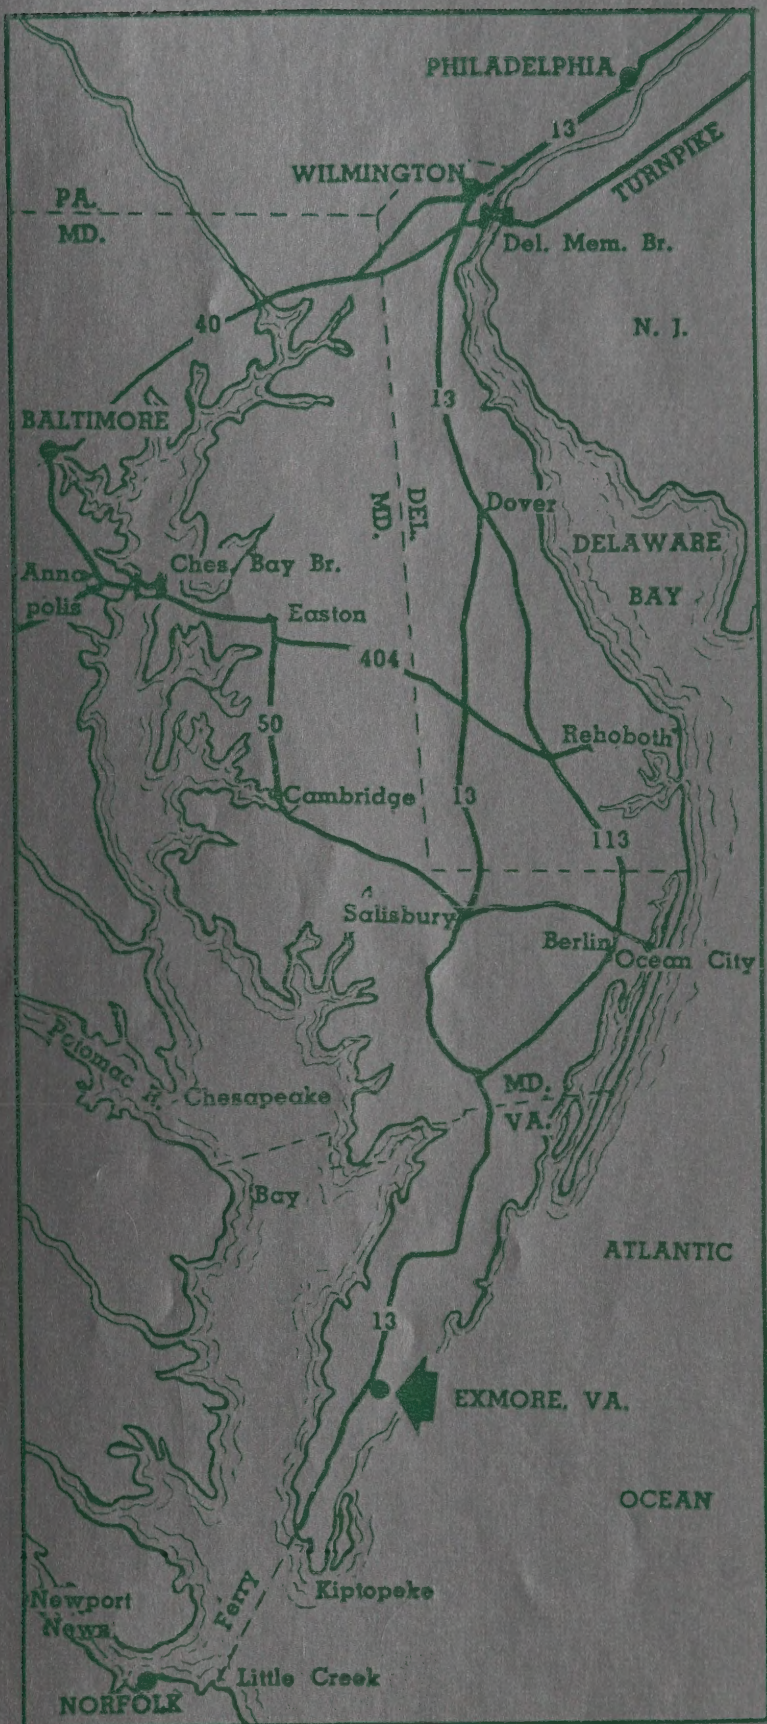 PHILADELPHIA
13
TURNPIKE
WILMINGTON
PA.
MD.
Del. Mem. Br.
40
N. J.
13
BALTIMORE
MD.
DEL.
Dover
DELAWARE
BAY
Ches. Bay Br.
Anna
polis
Easton
404
50
Rehoboth
Cambridge
13
113
Salisbury
Berlin
Ocean City
Potomac R.
Chesapeake
MD.
VA.
Bay
ATLANTIC
13
EXMORE, VA.
OCEAN
Kiptopeke
Ferry
Newport
News
Little Creek
NORFOLK